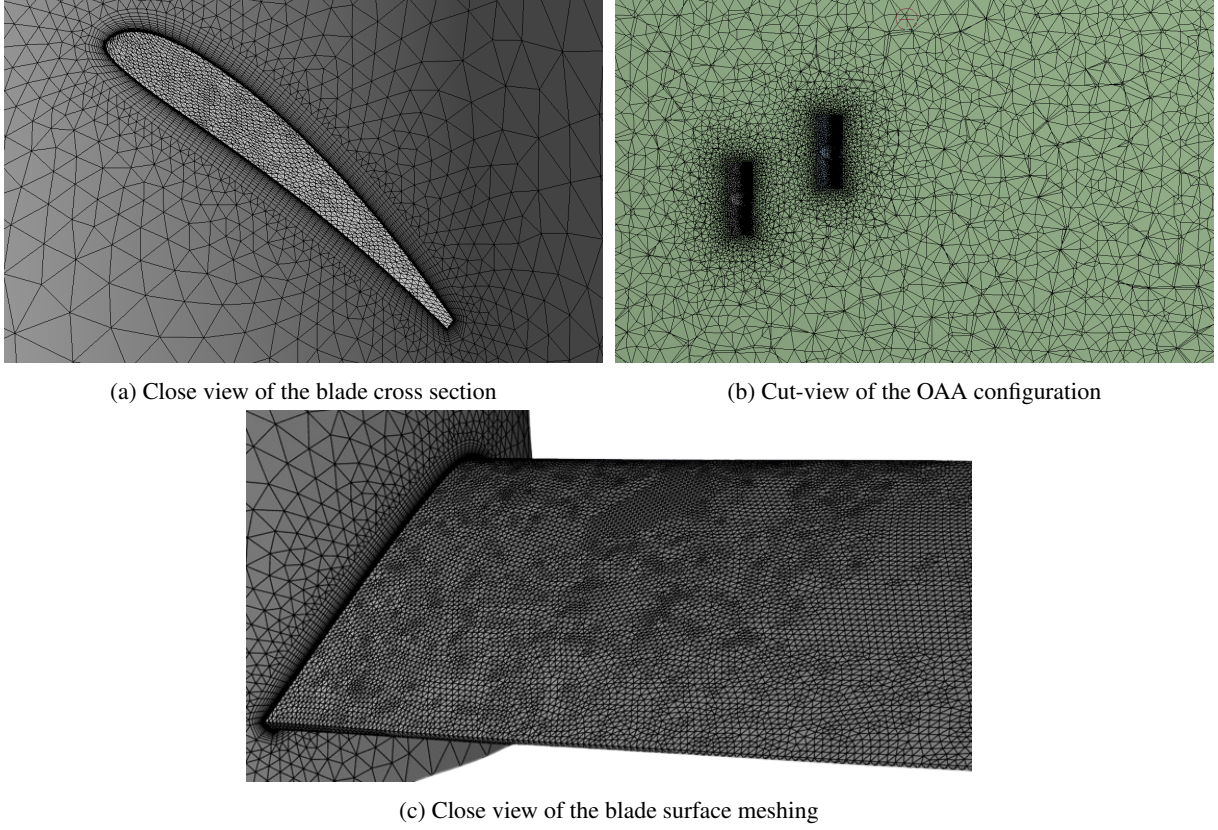 (a) Close view of the blade cross section
(b) Cut-view of the OAA configuration
(c) Close view of the blade surface meshing